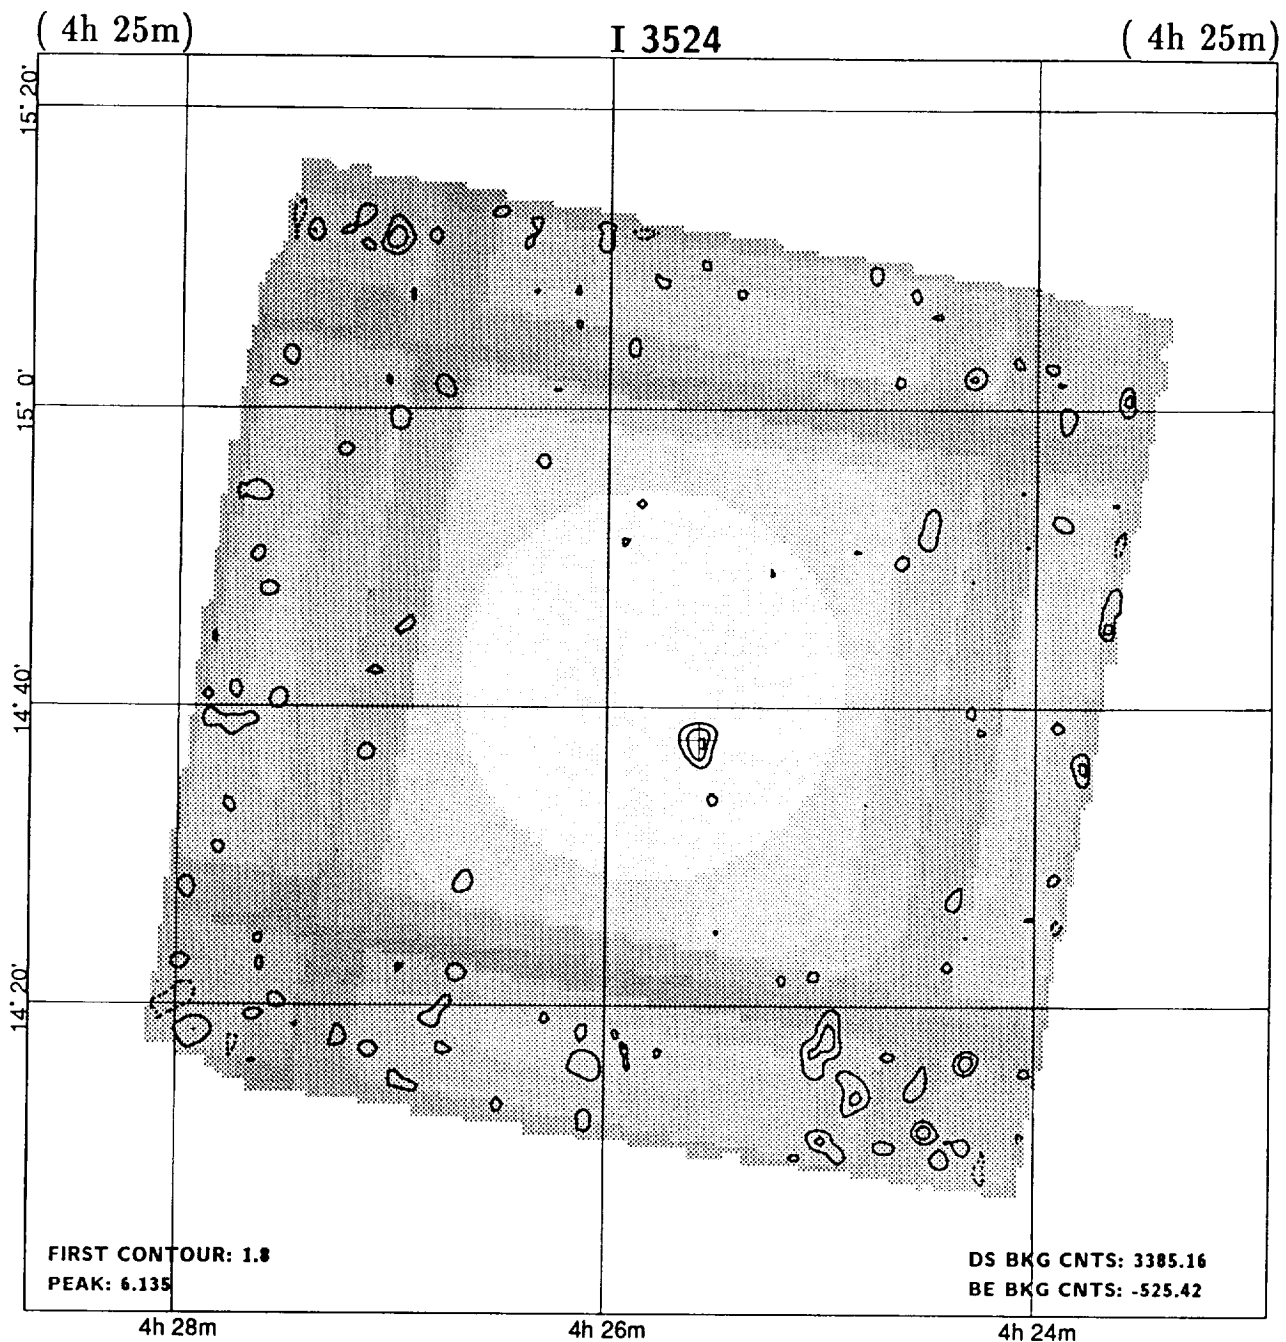 ( 4h 25m)
I 3524
( 4h 25m)
15° 20'
15° 0'
14° 40'
14° 20'
FIRST CONTOUR: 1.8
PEAK: 6.135
DS BKG CNTS: 3385.16
BE BKG CNTS: -525.42
4h 28m
4h 26m
4h 24m